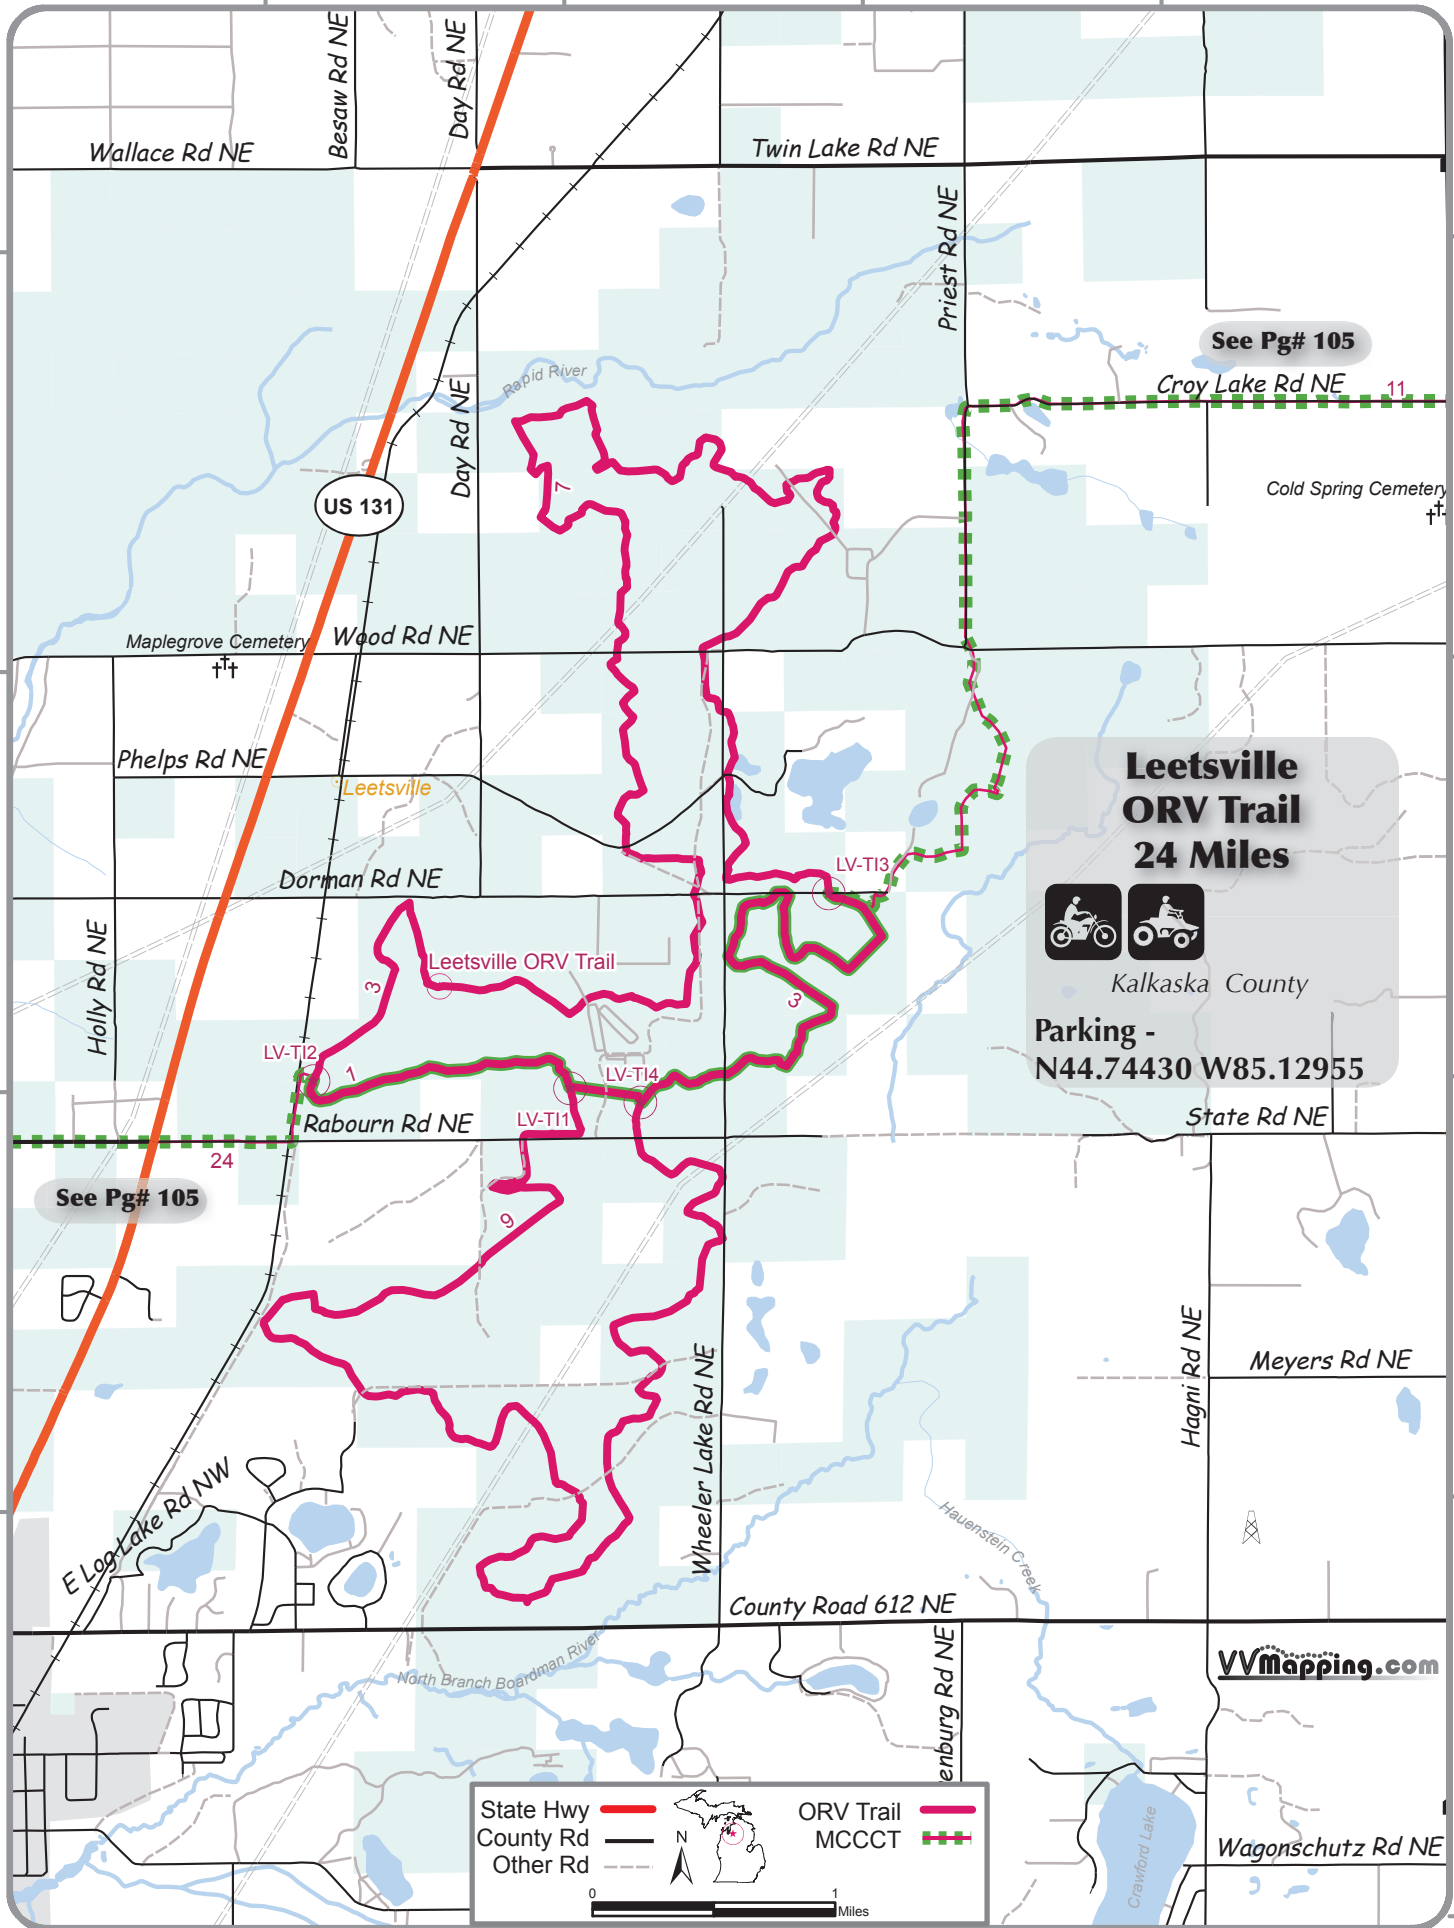 Besaw Rd NE
Day Rd NE
Wallace Rd NE
Twin Lake Rd NE
Priest Rd NE
See Pg# 105
Croy Lake Rd NE
11
Rapid River
Day Rd NE
7
US 131
Cold Spring Cemetery
Maplegrove Cemetery
Wood Rd NE
Phelps Rd NE
Leetsville
Leetsville
ORV Trail
24 Miles
Kalkaska County
Parking -
N44.74430 W85.12955
LV-TI3
Dorman Rd NE
Holly Rd NE
Leetsville ORV Trail
3
3
LV-TI2
1
LV-TI4
LV-TI1
Rabourn Rd NE
State Rd NE
24
See Pg# 105
9
Wheeler Lake Rd NE
Hagni Rd NE
Meyers Rd NE
E Log Lake Rd NW
Hauenstein Creek
County Road 612 NE
North Branch Boardman River
enburg Rd NE
VVMapping.com
Crawford Lake
Wagonschutz Rd NE
State Hwy
County Rd
Other Rd
N
ORV Trail
MCCCT
0 1
Miles